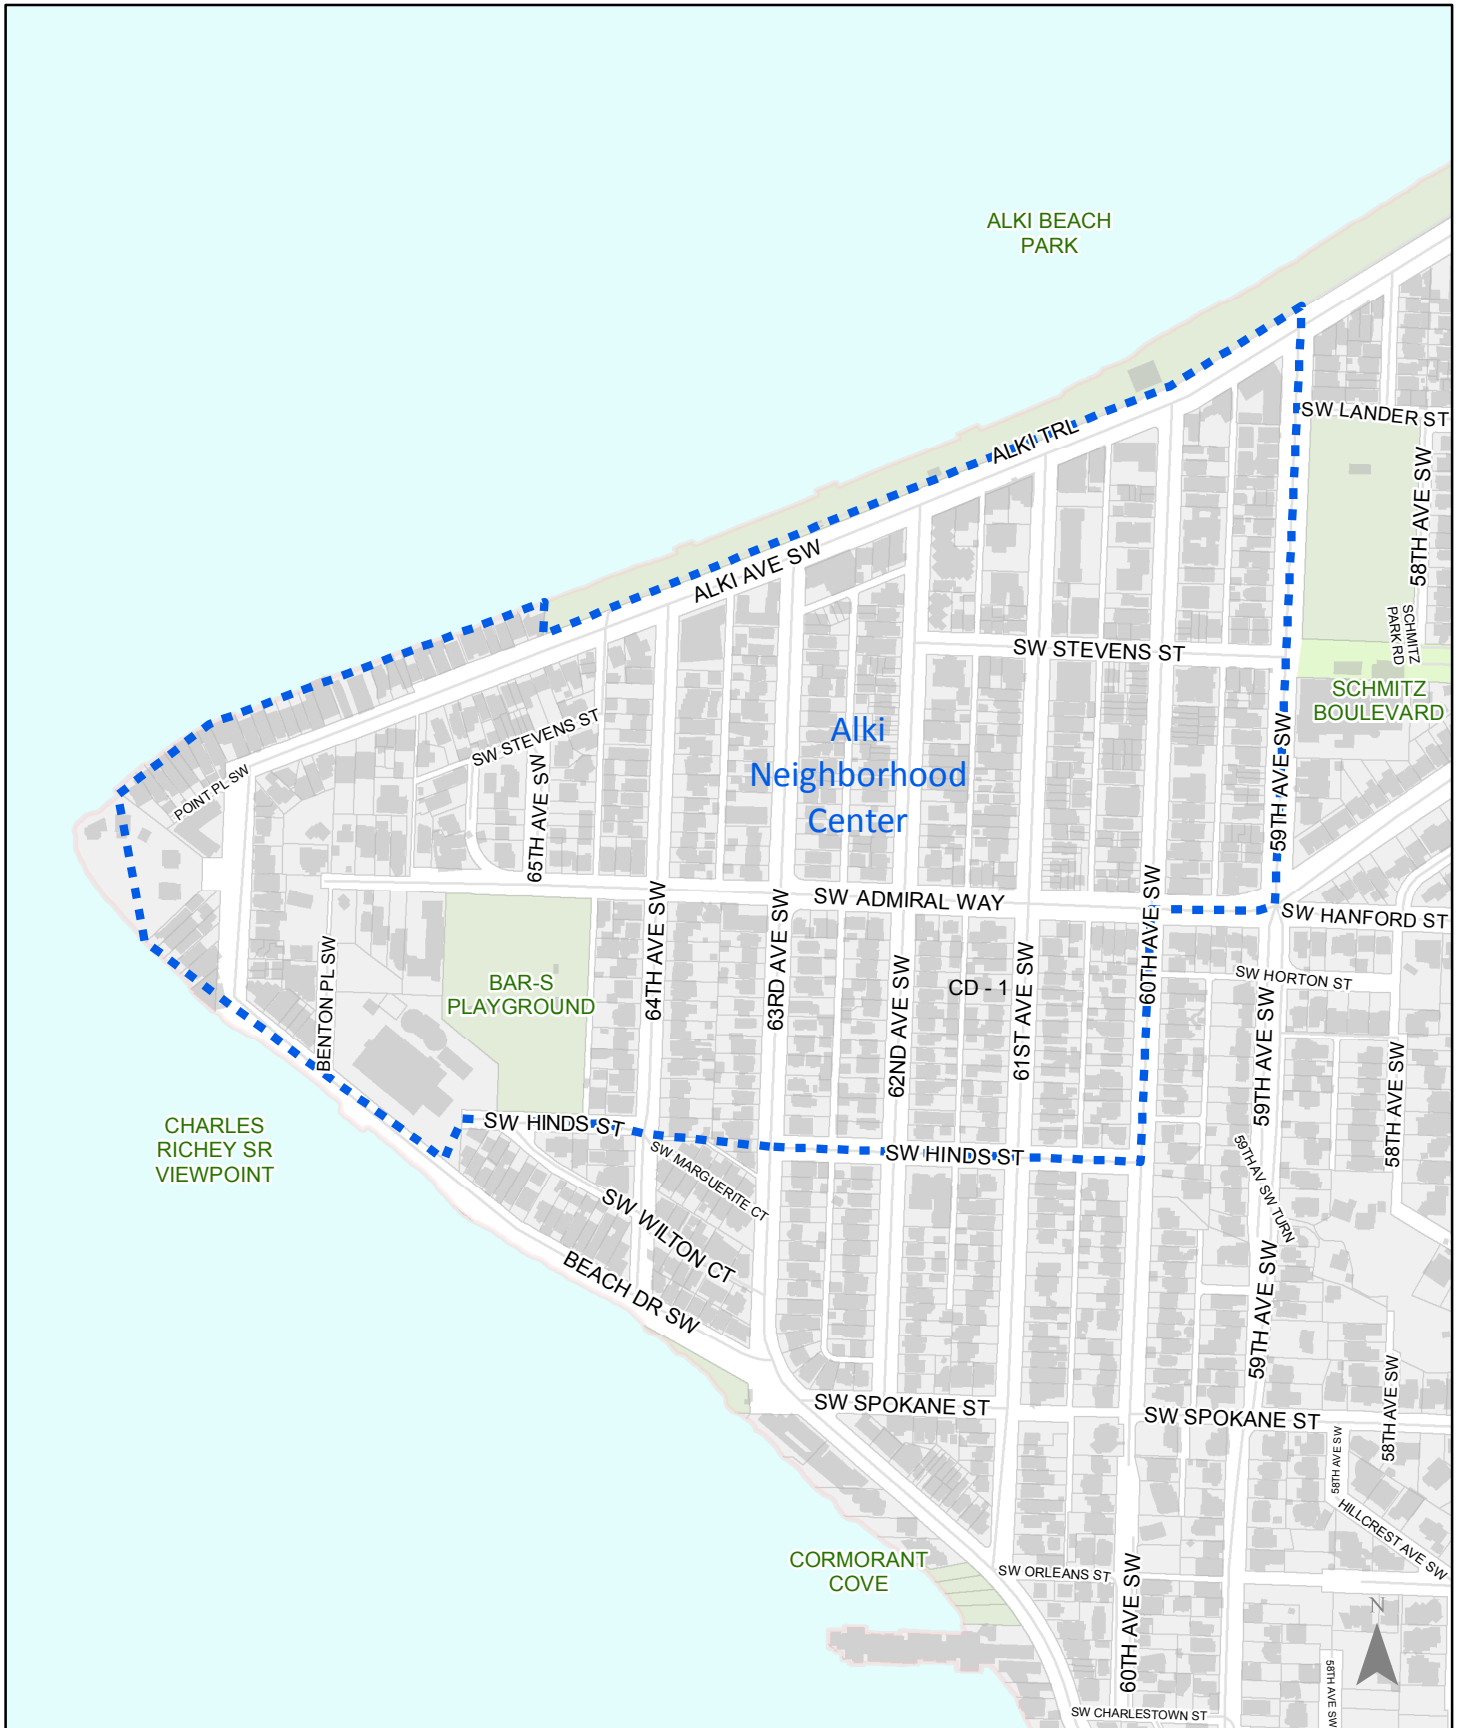 ALKI BEACH
PARK
SW LANDER ST
ALKI TRL
58TH AVE SW
ALKI AVE SW
SCHMITZ
PARK RD
SW STEVENS ST
SCHMITZ
BOULEVARD
SW STEVENS ST
Alki
Neighborhood
Center
59TH AVE SW
POINT PL SW
65TH AVE SW
SW ADMIRAL WAY
60TH AVE SW
SW HANFORD ST
64TH AVE SW
63RD AVE SW
62ND AVE SW
61ST AVE SW
BENTON PL SW
BAR-S
PLAYGROUND
CD - 1
SW HORTON ST
59TH AVE SW
58TH AVE SW
CHARLES
RICHEY SR
VIEWPOINT
SW HINDS ST
SW HINDS ST
SW MARGUERITE CT
59TH AV SW TURN
SW WILTON CT
BEACH DR SW
59TH AVE SW
58TH AVE SW
SW SPOKANE ST
SW SPOKANE ST
58TH AVE SW
HILLCREST AVE SW
CORMORANT
COVE
SW ORLEANS ST
60TH AVE SW
N
58TH AVE SW
SW CHARLESTOWN ST